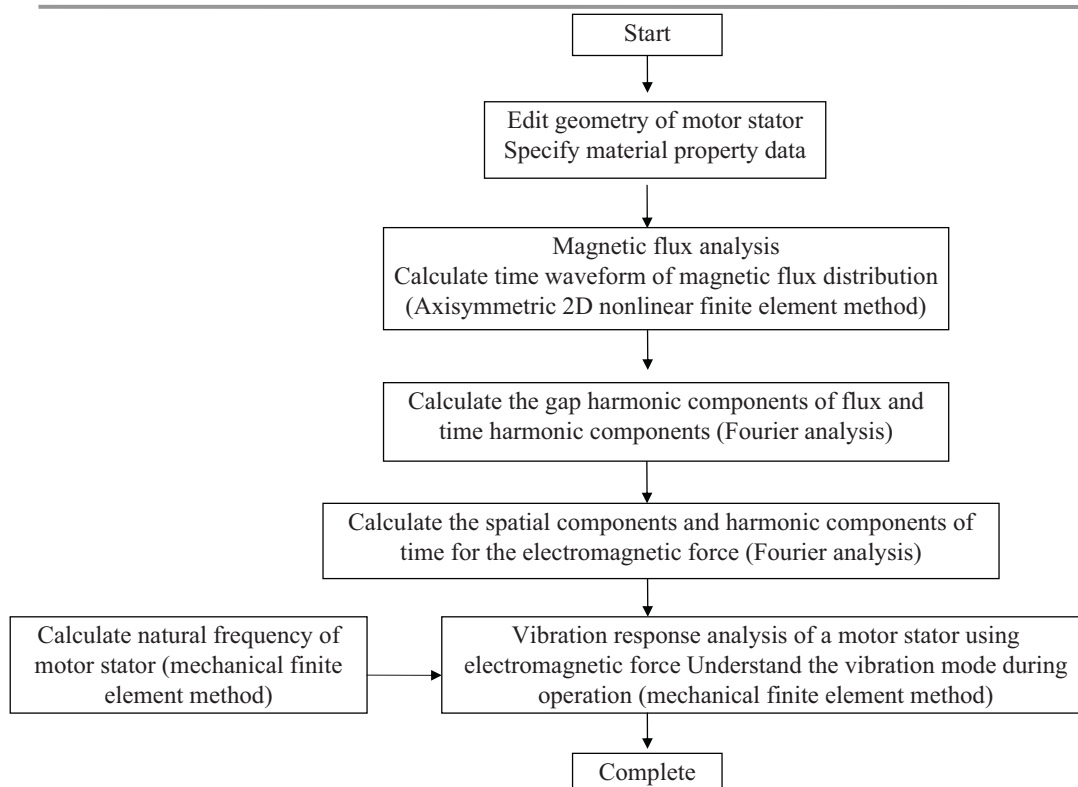 Start
Edit geometry of motor stator
Specify material property data
Magnetic flux analysis
Calculate time waveform of magnetic flux distribution
(Axisymmetric 2D nonlinear finite element method)
Calculate the gap harmonic components of flux and
time harmonic components (Fourier analysis)
Calculate the spatial components and harmonic components of
time for the electromagnetic force (Fourier analysis)
Calculate natural frequency of
motor stator (mechanical finite
element method)
Vibration response analysis of a motor stator using
electromagnetic force Understand the vibration mode during
operation (mechanical finite element method)
Complete